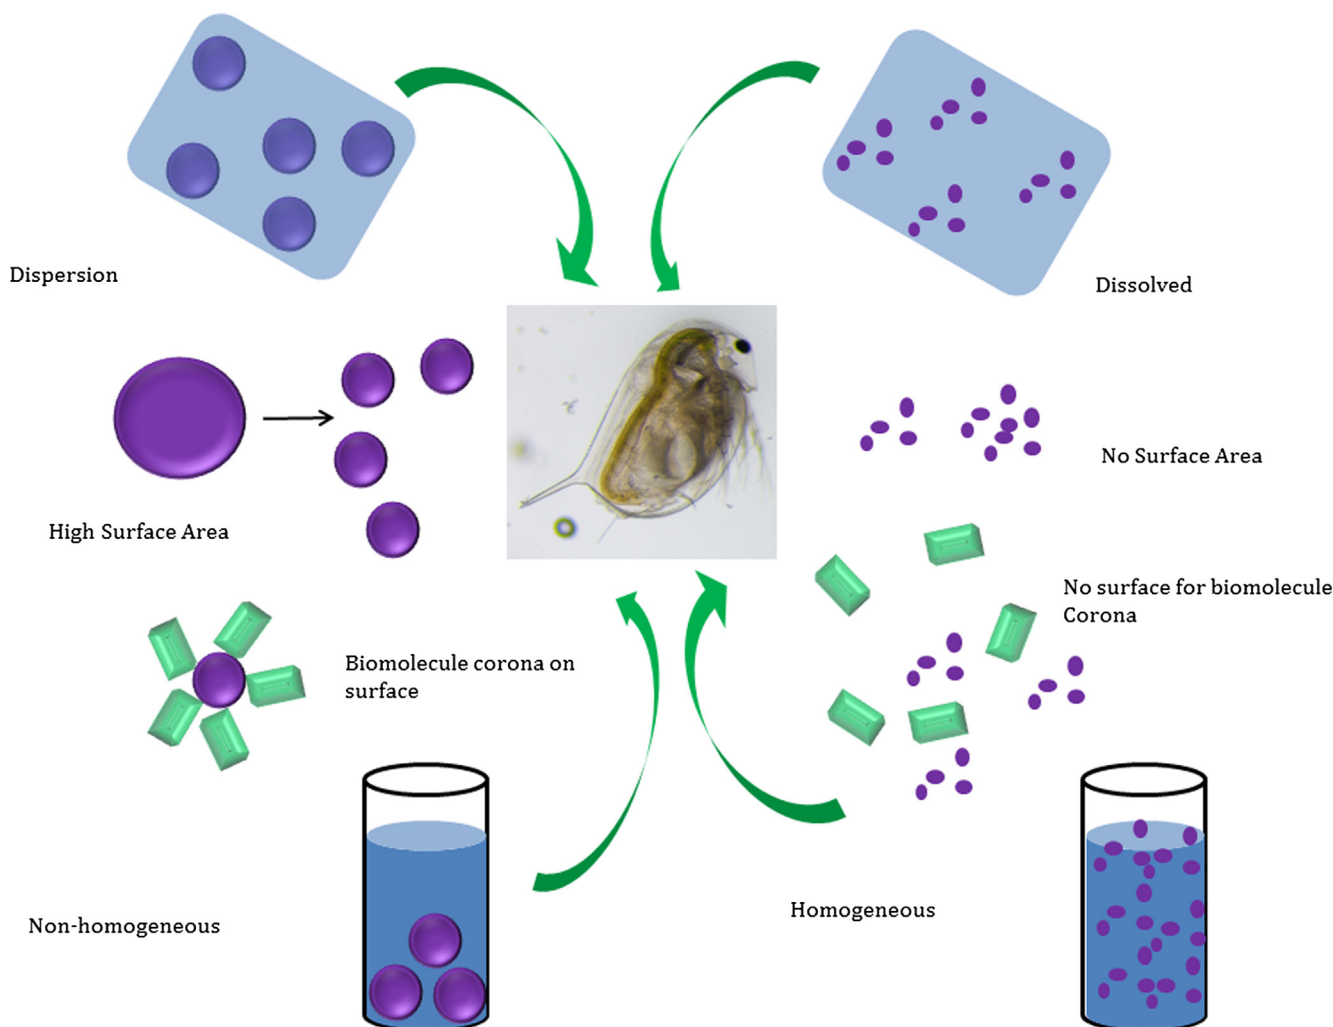 Dispersion
Dissolved
High Surface Area
No Surface Area
Biomolecule corona on
surface
No surface for biomolecule
Corona
Non-homogeneous
Homogeneous